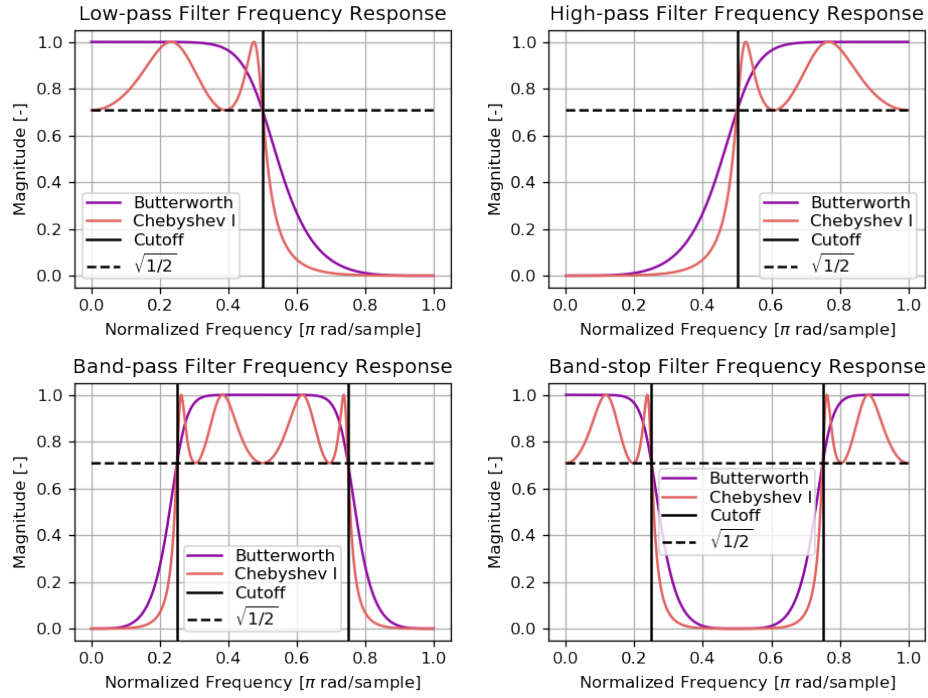 Low-pass Filter Frequency Response
Magnitude [-]
1.0
0.8
0.6
0.4
0.2
0.0
Butterworth
Chebyshev I
Cutoff
√1/2
0.0 0.2 0.4 0.6 0.8 1.0
Normalized Frequency [π rad/sample]
High-pass Filter Frequency Response
Magnitude [-]
1.0
0.8
0.6
0.4
0.2
0.0
Butterworth
Chebyshev I
Cutoff
√1/2
0.0 0.2 0.4 0.6 0.8 1.0
Normalized Frequency [π rad/sample]
Band-pass Filter Frequency Response
Magnitude [-]
1.0
0.8
0.6
0.4
0.2
0.0
Butterworth
Chebyshev I
Cutoff
√1/2
0.0 0.2 0.4 0.6 0.8 1.0
Normalized Frequency [π rad/sample]
Band-stop Filter Frequency Response
Magnitude [-]
1.0
0.8
0.6
0.4
0.2
0.0
Butterworth
Chebyshev I
Cutoff
√1/2
0.0 0.2 0.4 0.6 0.8 1.0
Normalized Frequency [π rad/sample]